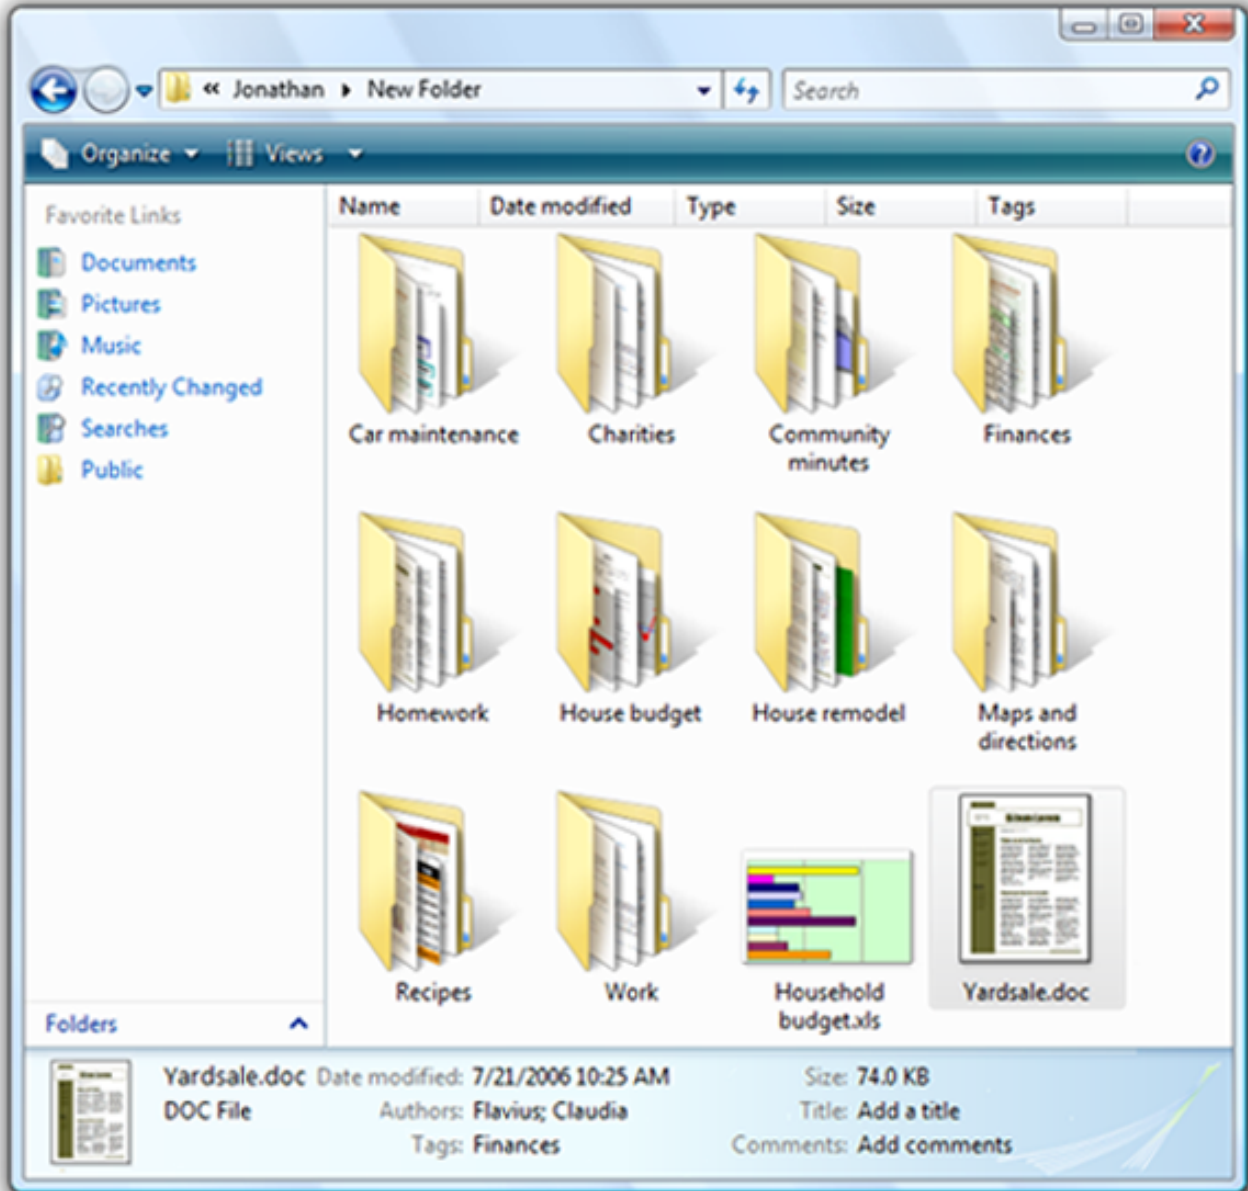 « Jonathan ▸ New Folder
Search
Organize Views
Favorite Links
Documents
Pictures
Music
Recently Changed
Searches
Public
Folders
Name Date modified Type Size Tags
Car maintenance Charities Community minutes Finances
Homework House budget House remodel Maps and directions
Recipes Work Household budget.xls Yardsale.doc
Yardsale.doc Date modified: 7/21/2006 10:25 AM Size: 74.0 KB
DOC File Authors: Flavius; Claudia Title: Add a title
Tags: Finances Comments: Add comments